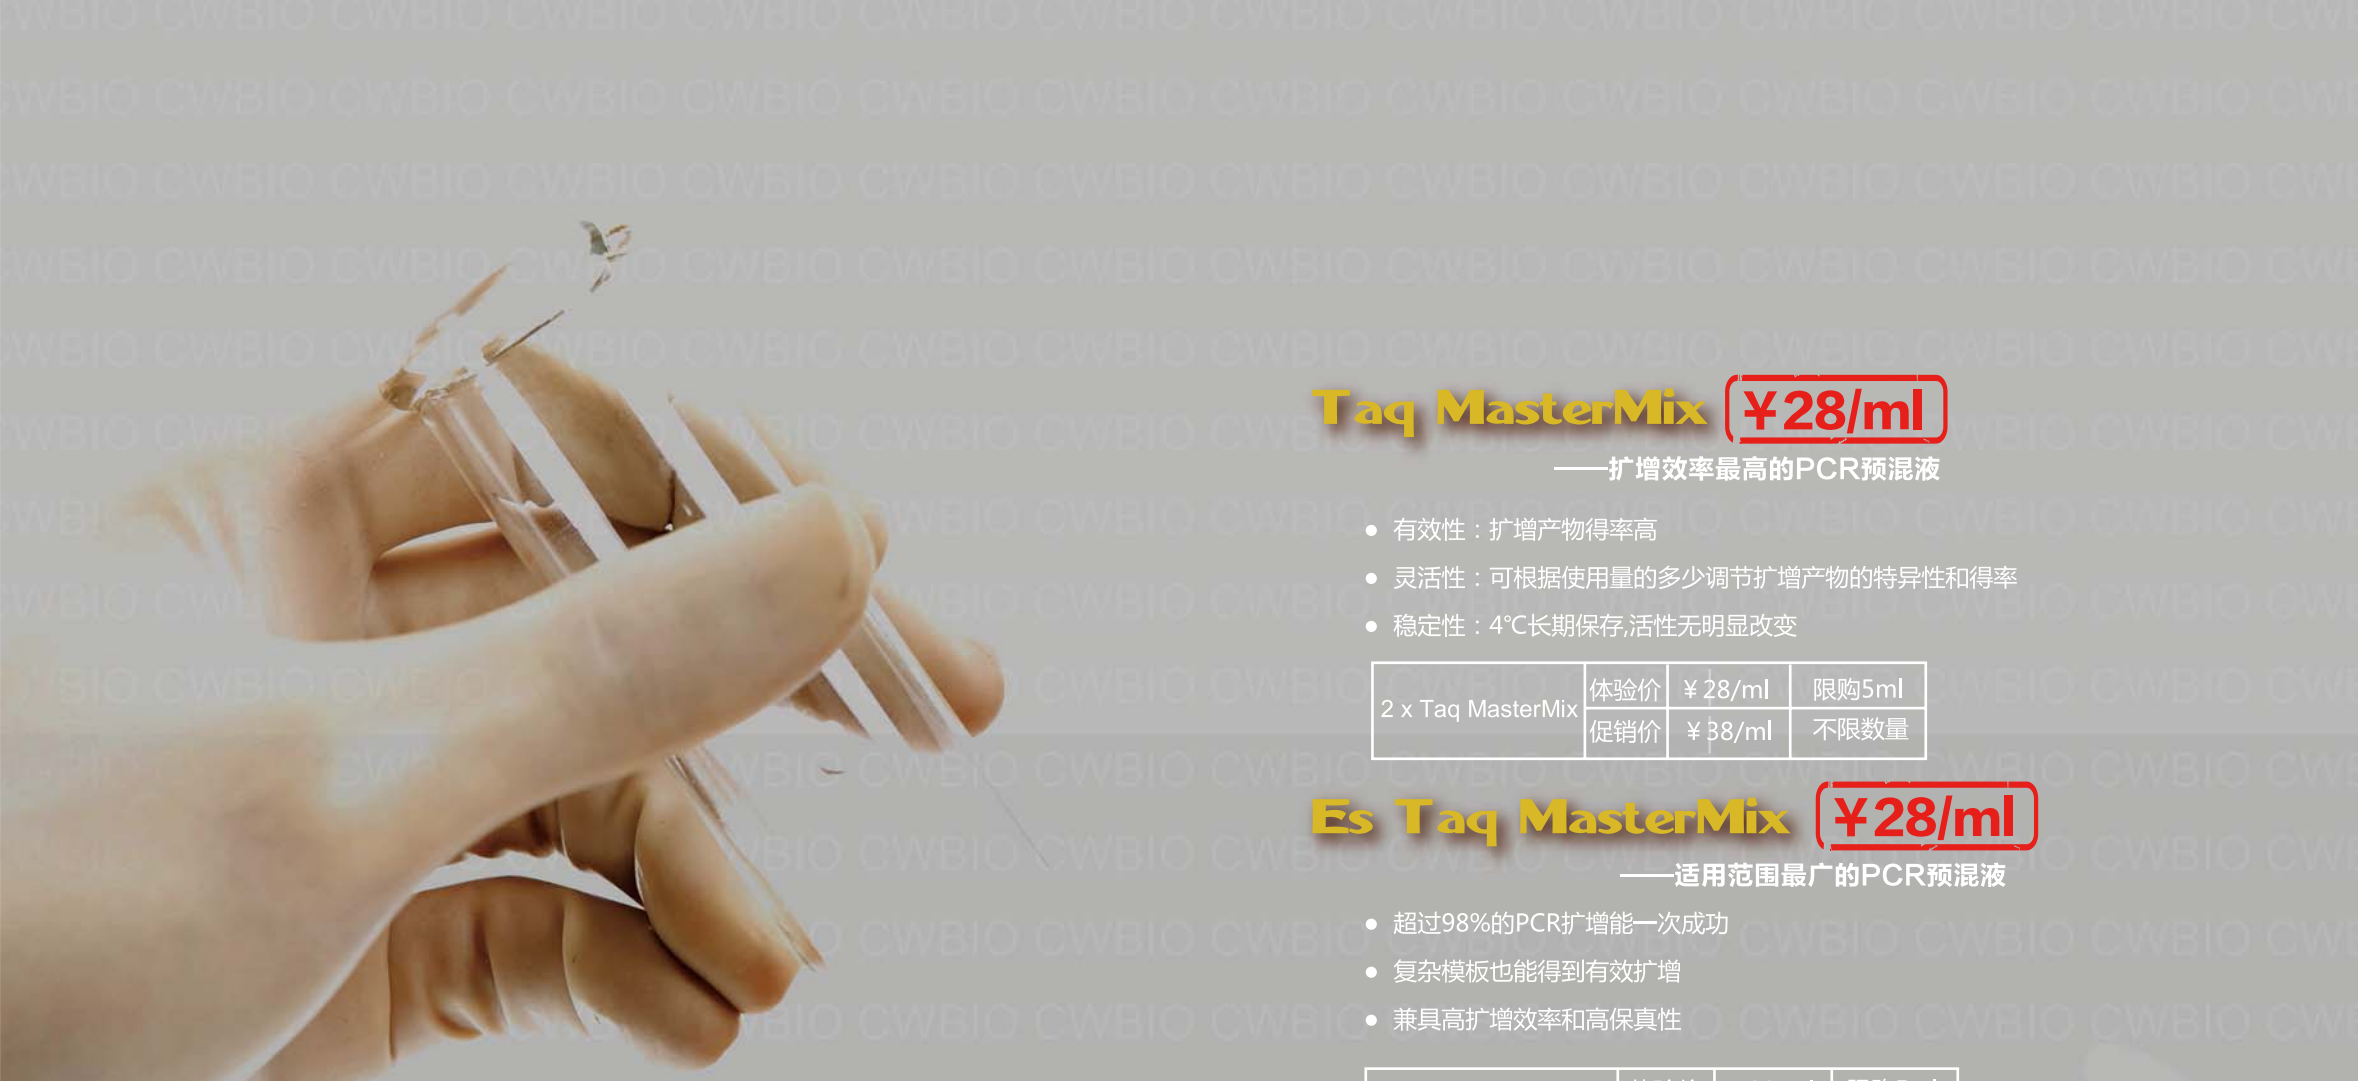 Taq MasterMix ￥28/ml
——扩增效率最高的PCR预混液
● 有效性：扩增产物得率高
● 灵活性：可根据使用量的多少调节扩增产物的特异性和得率
● 稳定性：4℃长期保存,活性无明显改变
2 x Taq MasterMix 体验价 ￥28/ml 限购5ml
促销价 ￥38/ml 不限数量
Es Taq MasterMix ￥28/ml
——适用范围最广的PCR预混液
● 超过98%的PCR扩增能一次成功
● 复杂模板也能得到有效扩增
● 兼具高扩增效率和高保真性